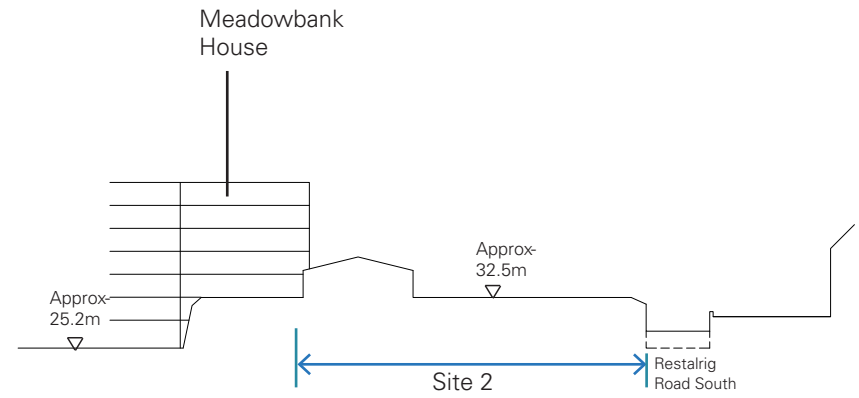 Meadowbank
House
Approx-
32.5m
Approx-
25.2m
Site 2
Restalrig
Road South